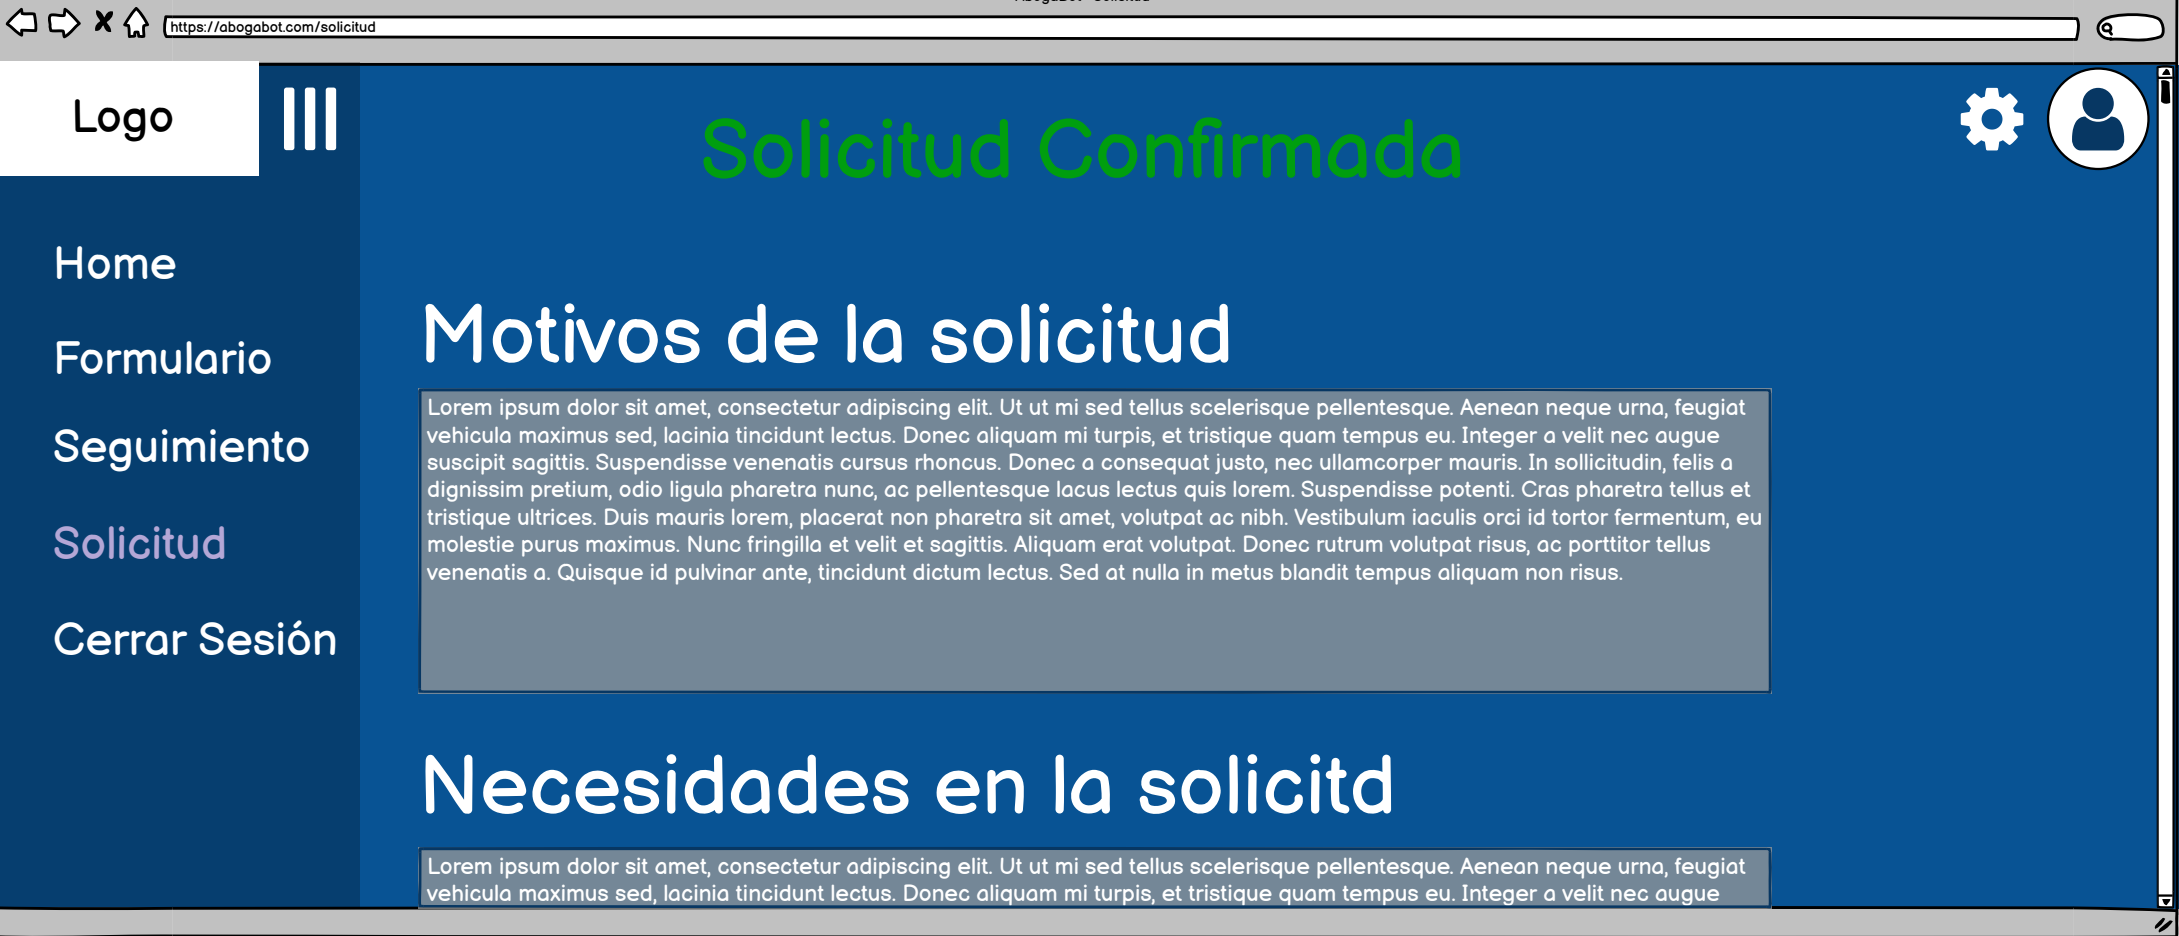 https://abogabot.com/solicitud
Logo
Home
Formulario
Seguimiento
Solicitud
Cerrar Sesión
Solicitud Confirmada
Motivos de la solicitud
Lorem ipsum dolor sit amet, consectetur adipiscing elit. Ut ut mi sed tellus scelerisque pellentesque. Aenean neque urna, feugiat
vehicula maximus sed, lacinia tincidunt lectus. Donec aliquam mi turpis, et tristique quam tempus eu. Integer a velit nec augue
suscipit sagittis. Suspendisse venenatis cursus rhoncus. Donec a consequat justo, nec ullamcorper mauris. In sollicitudin, felis a
dignissim pretium, odio ligula pharetra nunc, ac pellentesque lacus lectus quis lorem. Suspendisse potenti. Cras pharetra tellus et
tristique ultrices. Duis mauris lorem, placerat non pharetra sit amet, volutpat ac nibh. Vestibulum iaculis orci id tortor fermentum, eu
molestie purus maximus. Nunc fringilla et velit et sagittis. Aliquam erat volutpat. Donec rutrum volutpat risus, ac porttitor tellus
venenatis a. Quisque id pulvinar ante, tincidunt dictum lectus. Sed at nulla in metus blandit tempus aliquam non risus.
Necesidades en la solicitd
Lorem ipsum dolor sit amet, consectetur adipiscing elit. Ut ut mi sed tellus scelerisque pellentesque. Aenean neque urna, feugiat
vehicula maximus sed, lacinia tincidunt lectus. Donec aliquam mi turpis, et tristique quam tempus eu. Integer a velit nec augue